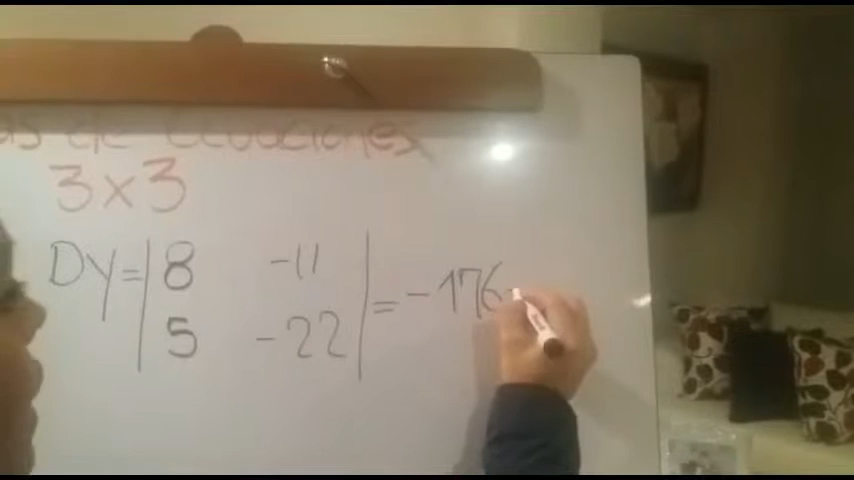 de Ecuaciones
3x3
Dy= | 8 -11 |
| 5 -22 | = -176